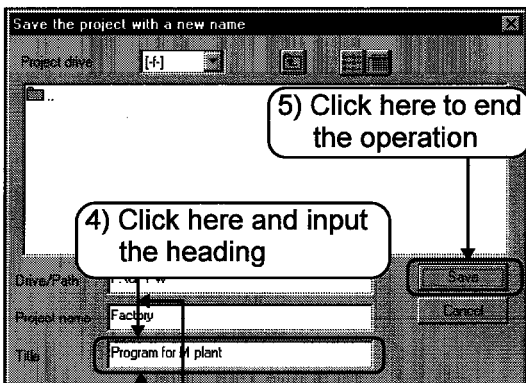 Save the project with a new name
Project drive [-f-]
..
5) Click here to end
the operation
4) Click here and input
the heading
Drive/Path
Save
Project name Factory
Cancel
Title Program for M plant